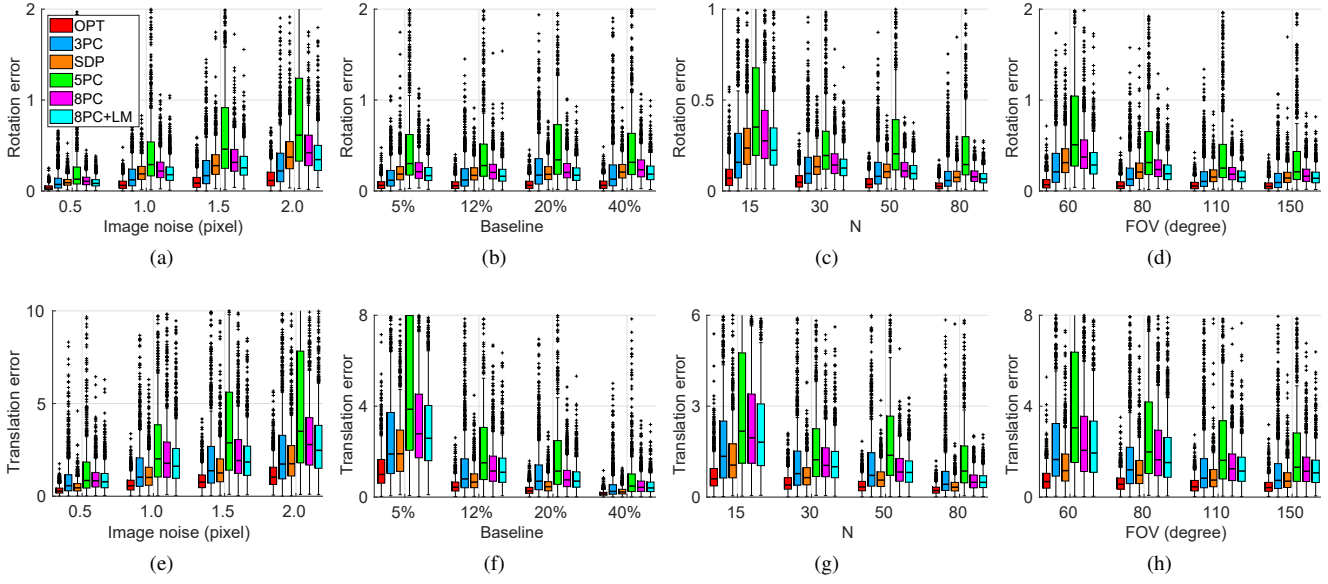 OPT
3PC
SDP
5PC
8PC
8PC+LM
Rotation error
2
1
0
0.5 1.0 1.5 2.0
Image noise (pixel)
(a)
Rotation error
2
1
0
5% 12% 20% 40%
Baseline
(b)
Rotation error
1
0.5
0
15 30 50 80
N
(c)
Rotation error
2
1
0
60 80 110 150
FOV (degree)
(d)
Translation error
10
5
0
0.5 1.0 1.5 2.0
Image noise (pixel)
(e)
Translation error
8
4
0
5% 12% 20% 40%
Baseline
(f)
Translation error
6
3
0
15 30 50 80
N
(g)
Translation error
8
4
0
60 80 110 150
FOV (degree)
(h)